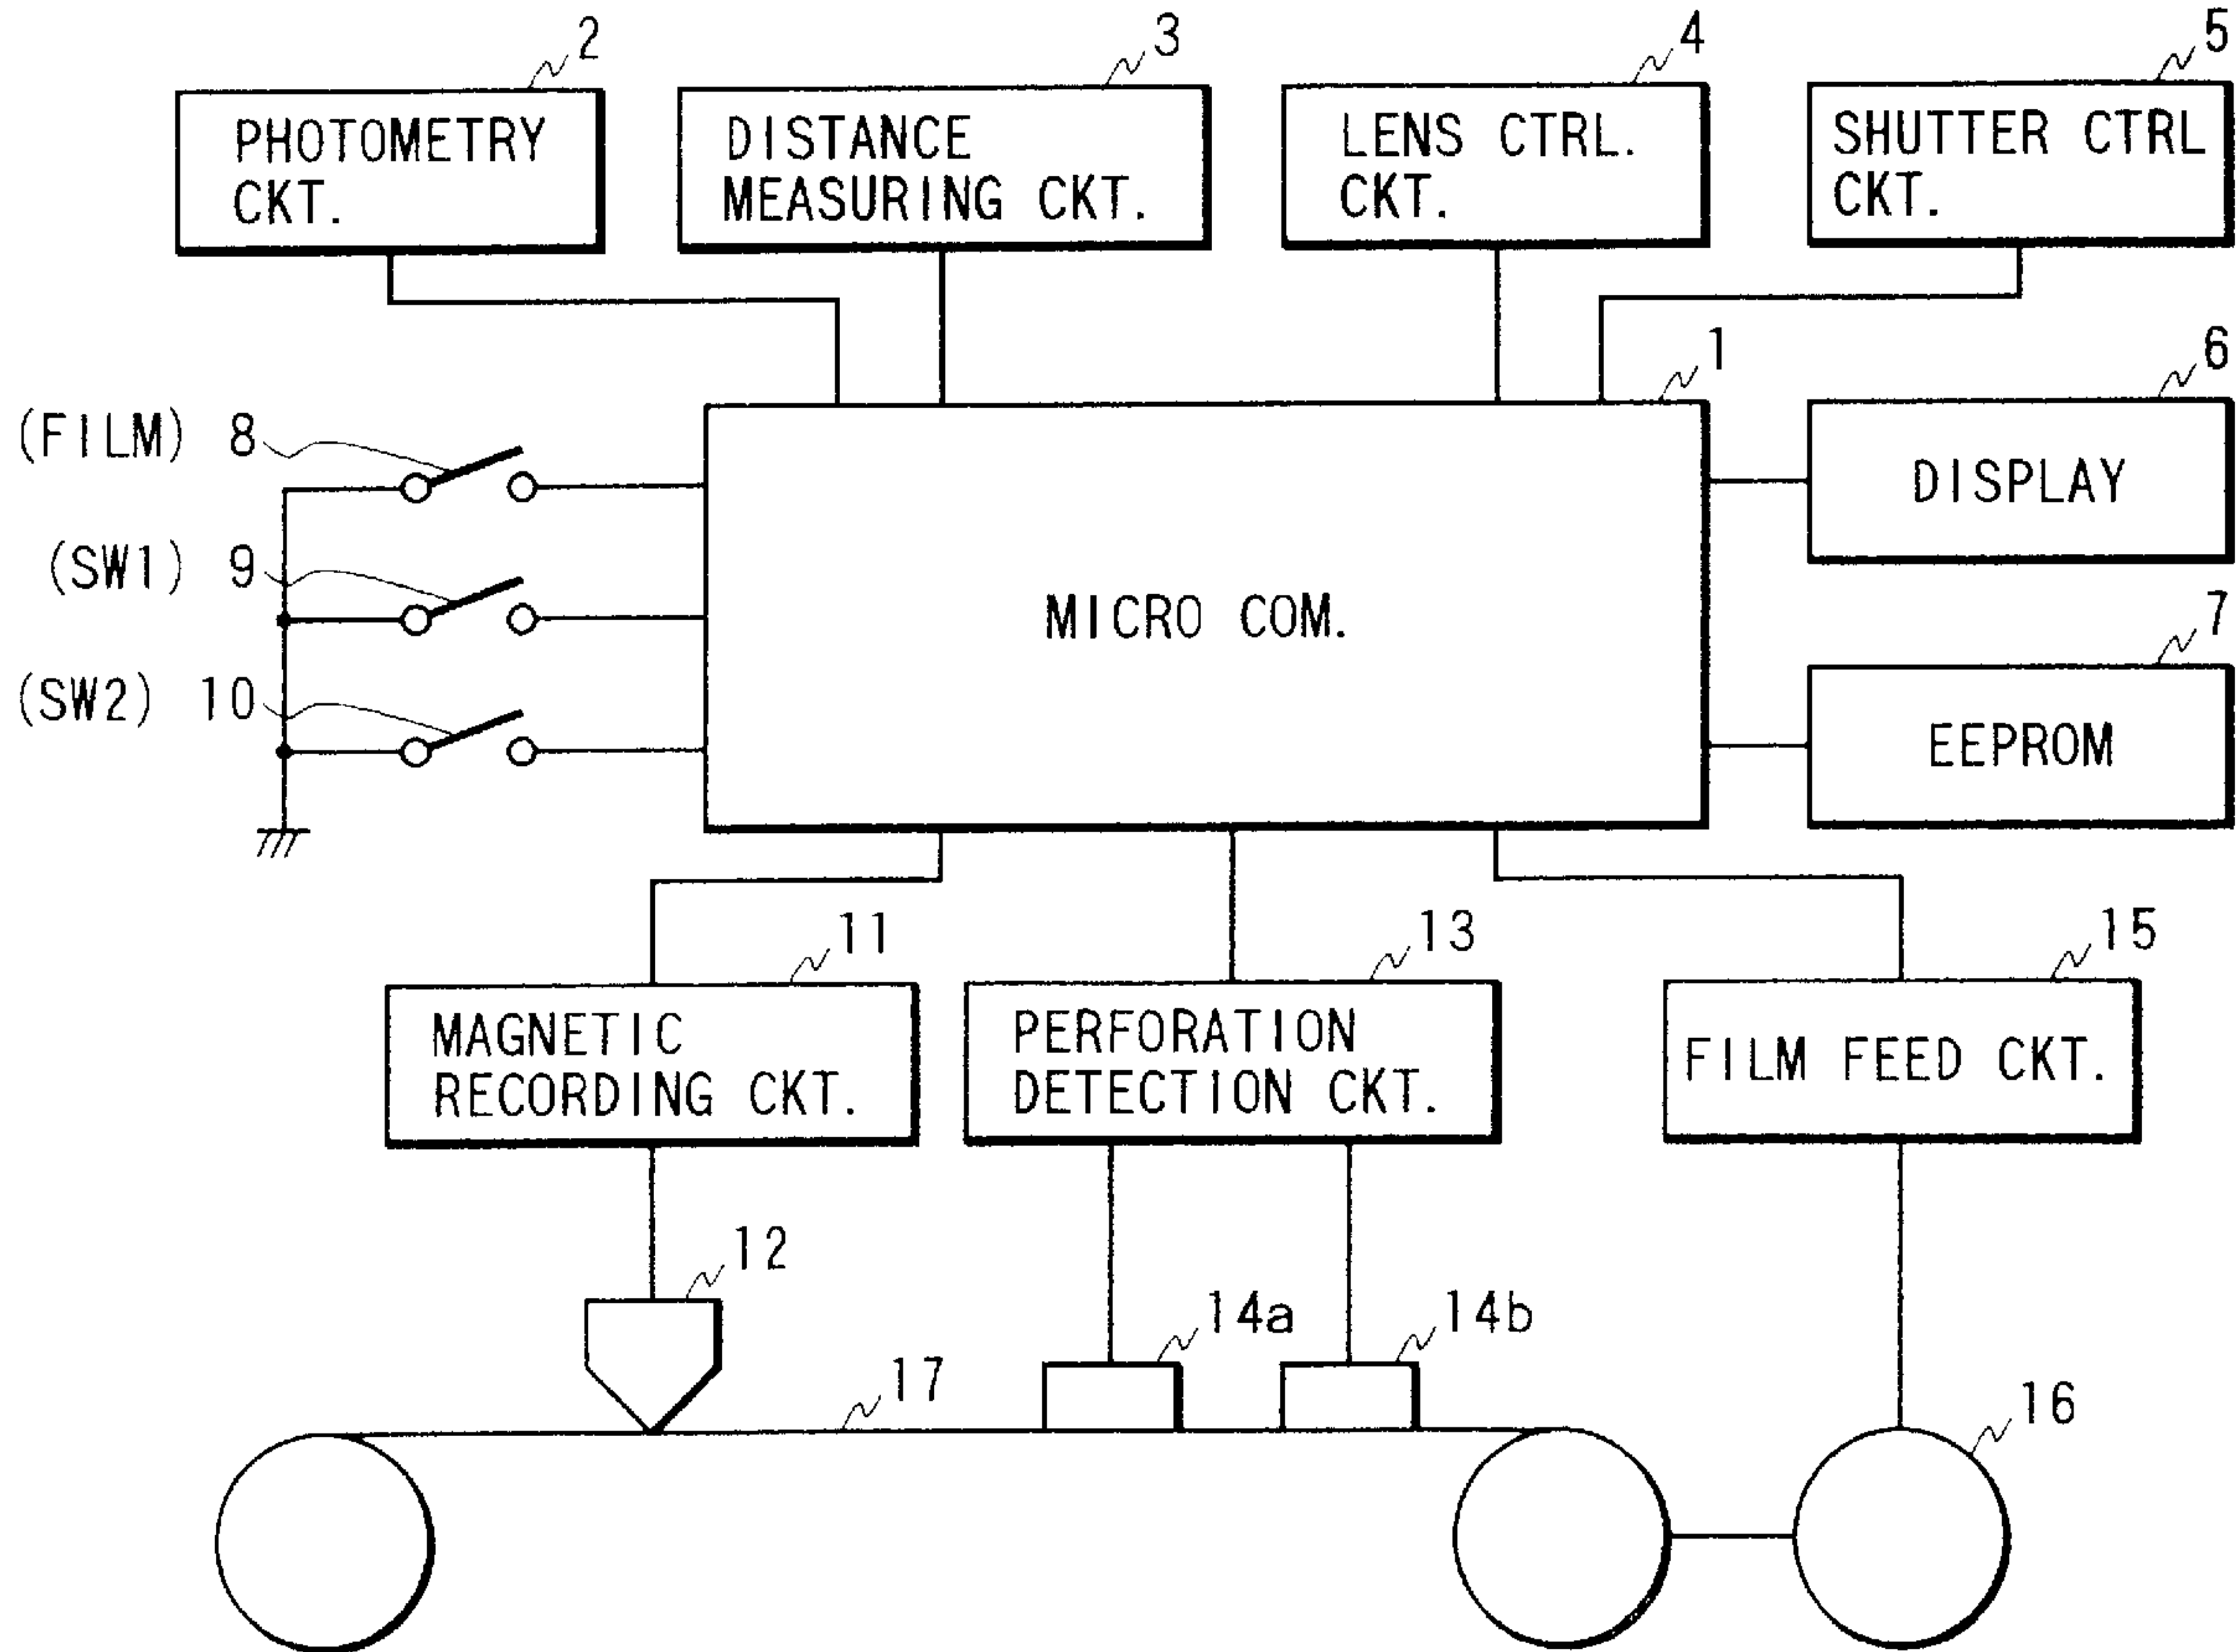 2
3
4
5
PHOTOMETRY
CKT.
DISTANCE
MEASURING CKT.
LENS CTRL.
CKT.
SHUTTER CTRL
CKT.
1
6
(FILM) 8
DISPLAY
(SW1) 9
MICRO COM.
7
(SW2) 10
EEPROM
11
13
15
MAGNETIC
RECORDING CKT.
PERFORATION
DETECTION CKT.
FILM FEED CKT.
12
14a
14b
17
16